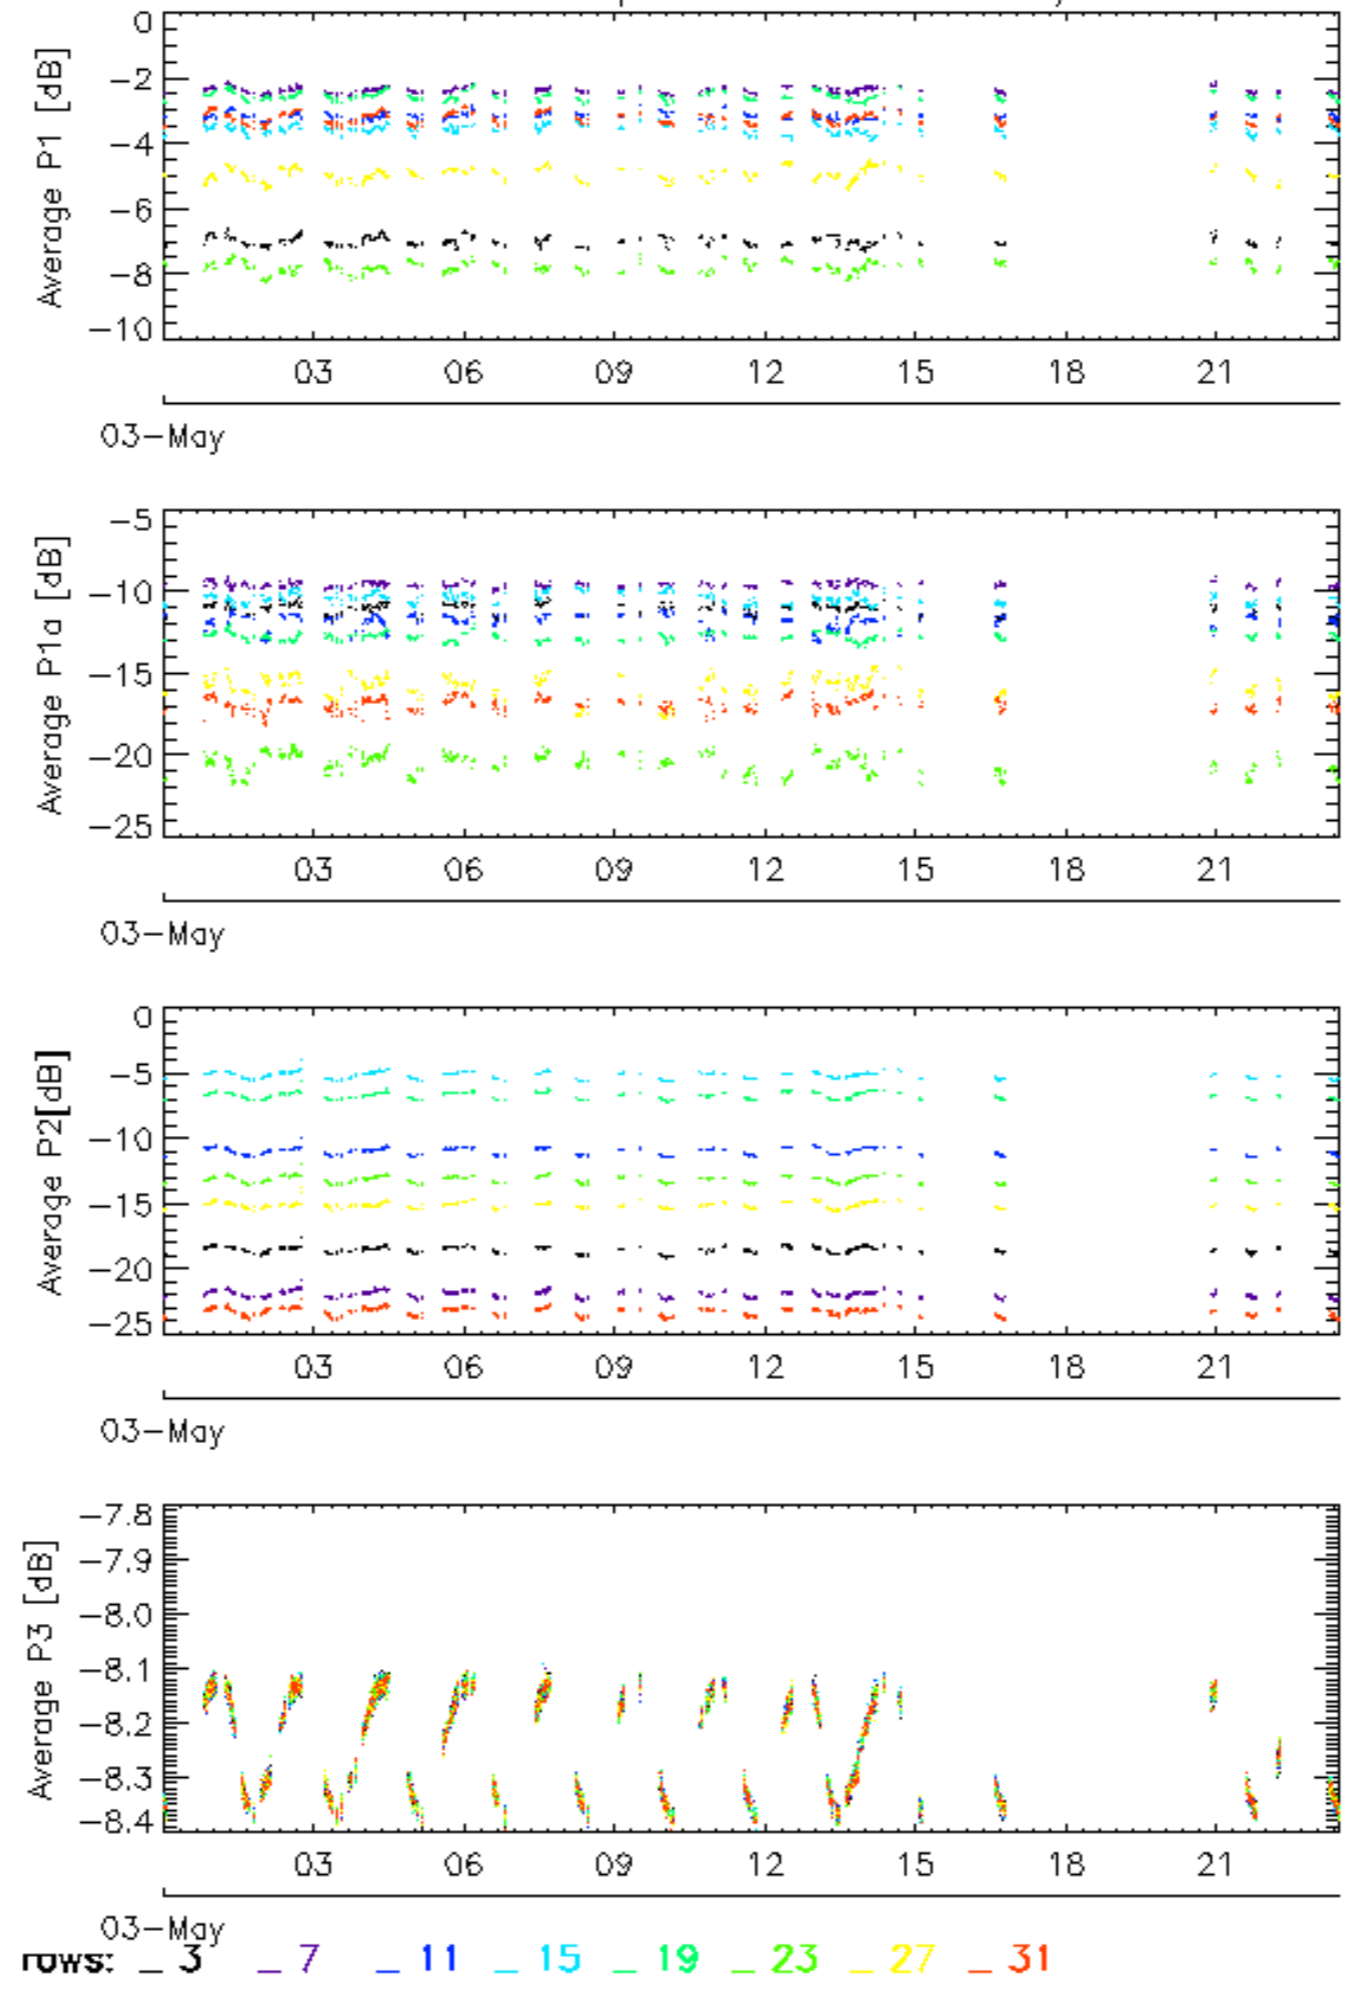 0
−2
−4
−6
−8
−10
Average P1 [dB]
03 06 09 12 15 18 21
03−May
−5
−10
−15
−20
−25
Average P1a [dB]
03 06 09 12 15 18 21
03−May
0
−5
−10
−15
−20
−25
Average P2[dB]
03 06 09 12 15 18 21
03−May
−7.8
−7.9
−8.0
−8.1
−8.2
−8.3
−8.4
Average P3 [dB]
03 06 09 12 15 18 21
03−May
rows: _ 3 _ 7 _ 11 _ 15 _ 19 _ 23 _ 27 _ 31